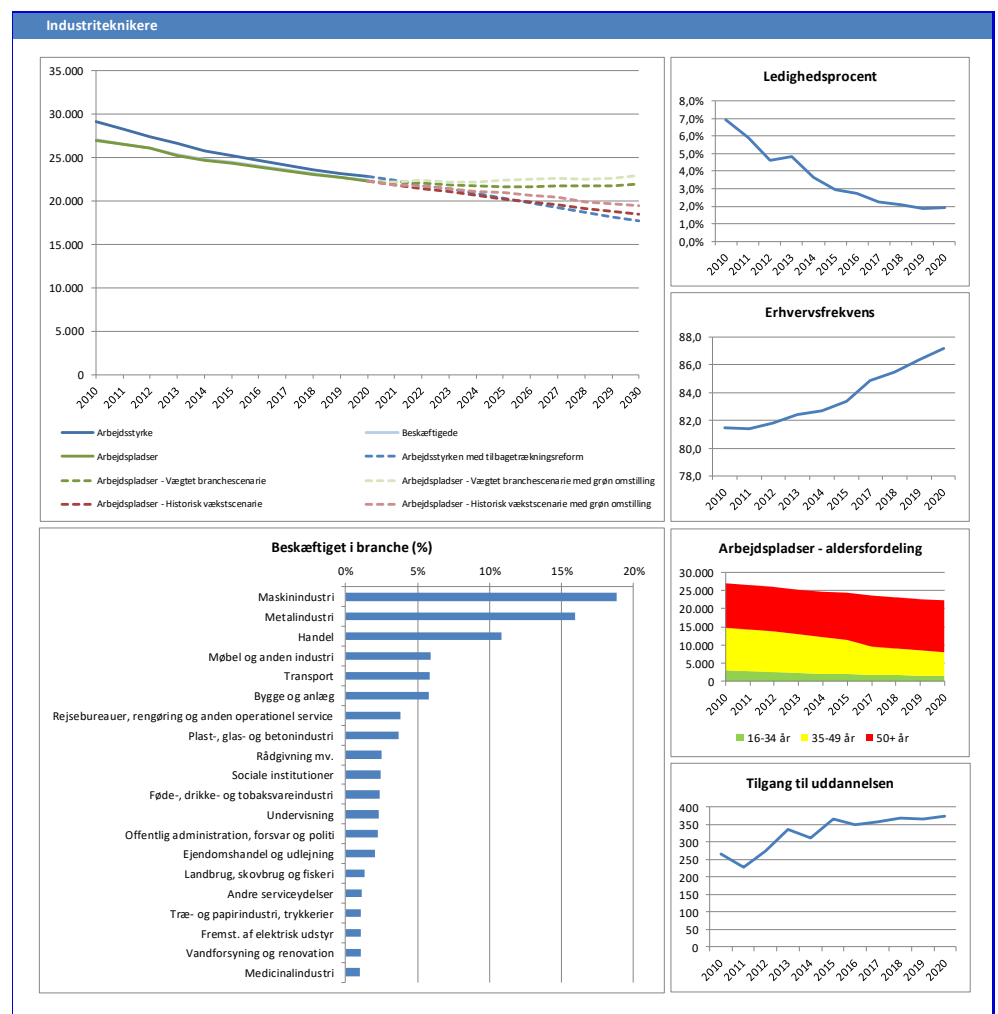 Industriteknikere
35.000
30.000
25.000
20.000
15.000
10.000
5.000
0
2010 2011 2012 2013 2014 2015 2016 2017 2018 2019 2020 2021 2022 2023 2024 2025 2026 2027 2028 2029 2030
Arbejdsstyrke Beskæftigede
Arbejdspladser Arbejdsstyrken med tilbagetrækningsreform
Arbejdspladser - Vægtet branchescenarie Arbejdspladser - Vægtet branchescenarie med grøn omstilling
Arbejdspladser - Historisk vækstscenarie Arbejdspladser - Historisk vækstscenarie med grøn omstilling
Ledighedsprocent
8,0%
7,0%
6,0%
5,0%
4,0%
3,0%
2,0%
1,0%
0,0%
2010 2011 2012 2013 2014 2015 2016 2017 2018 2019 2020
Erhvervsfrekvens
88,0
86,0
84,0
82,0
80,0
78,0
2010 2011 2012 2013 2014 2015 2016 2017 2018 2019 2020
Beskæftiget i branche (%)
0% 5% 10% 15% 20%
Maskinindustri
Metalindustri
Handel
Møbel og anden industri
Transport
Bygge og anlæg
Rejsebureauer, rengøring og anden operationel service
Plast-, glas- og betonindustri
Rådgivning mv.
Sociale institutioner
Føde-, drikke- og tobaksvareindustri
Undervisning
Offentlig administration, forsvar og politi
Ejendomshandel og udlejning
Landbrug, skovbrug og fiskeri
Andre serviceydelser
Træ- og papirindustri, trykkerier
Fremst. af elektrisk udstyr
Vandforsyning og renovation
Medicinalindustri
Arbejdspladser - aldersfordeling
30.000
25.000
20.000
15.000
10.000
5.000
0
2010 2011 2012 2013 2014 2015 2017 2018 2019 2020
16-34 år 35-49 år 50+ år
Tilgang til uddannelsen
400
350
300
250
200
150
100
50
0
2010 2011 2012 2013 2014 2015 2016 2017 2018 2019 2020